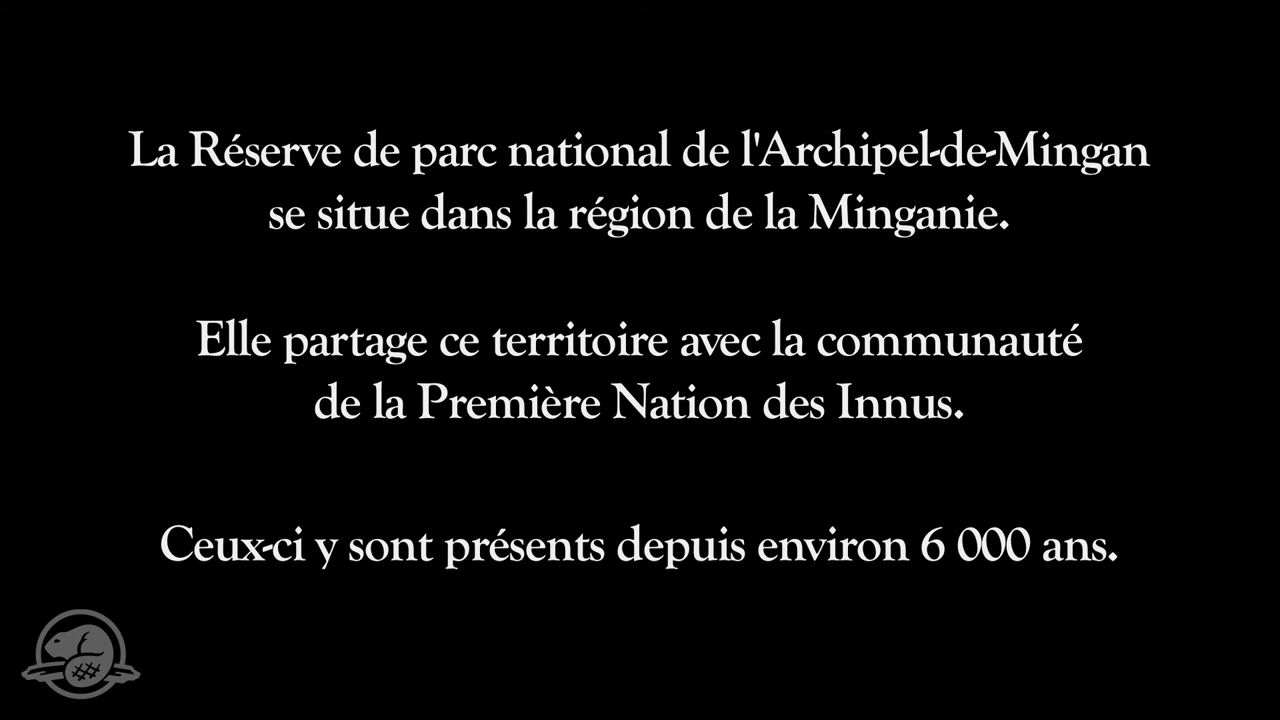 La Réserve de parc national de l'Archipel-de-Mingan
se situe dans la région de la Minganie.
Elle partage ce territoire avec la communauté
de la Première Nation des Innus.
Ceux-ci y sont présents depuis environ 6 000 ans.